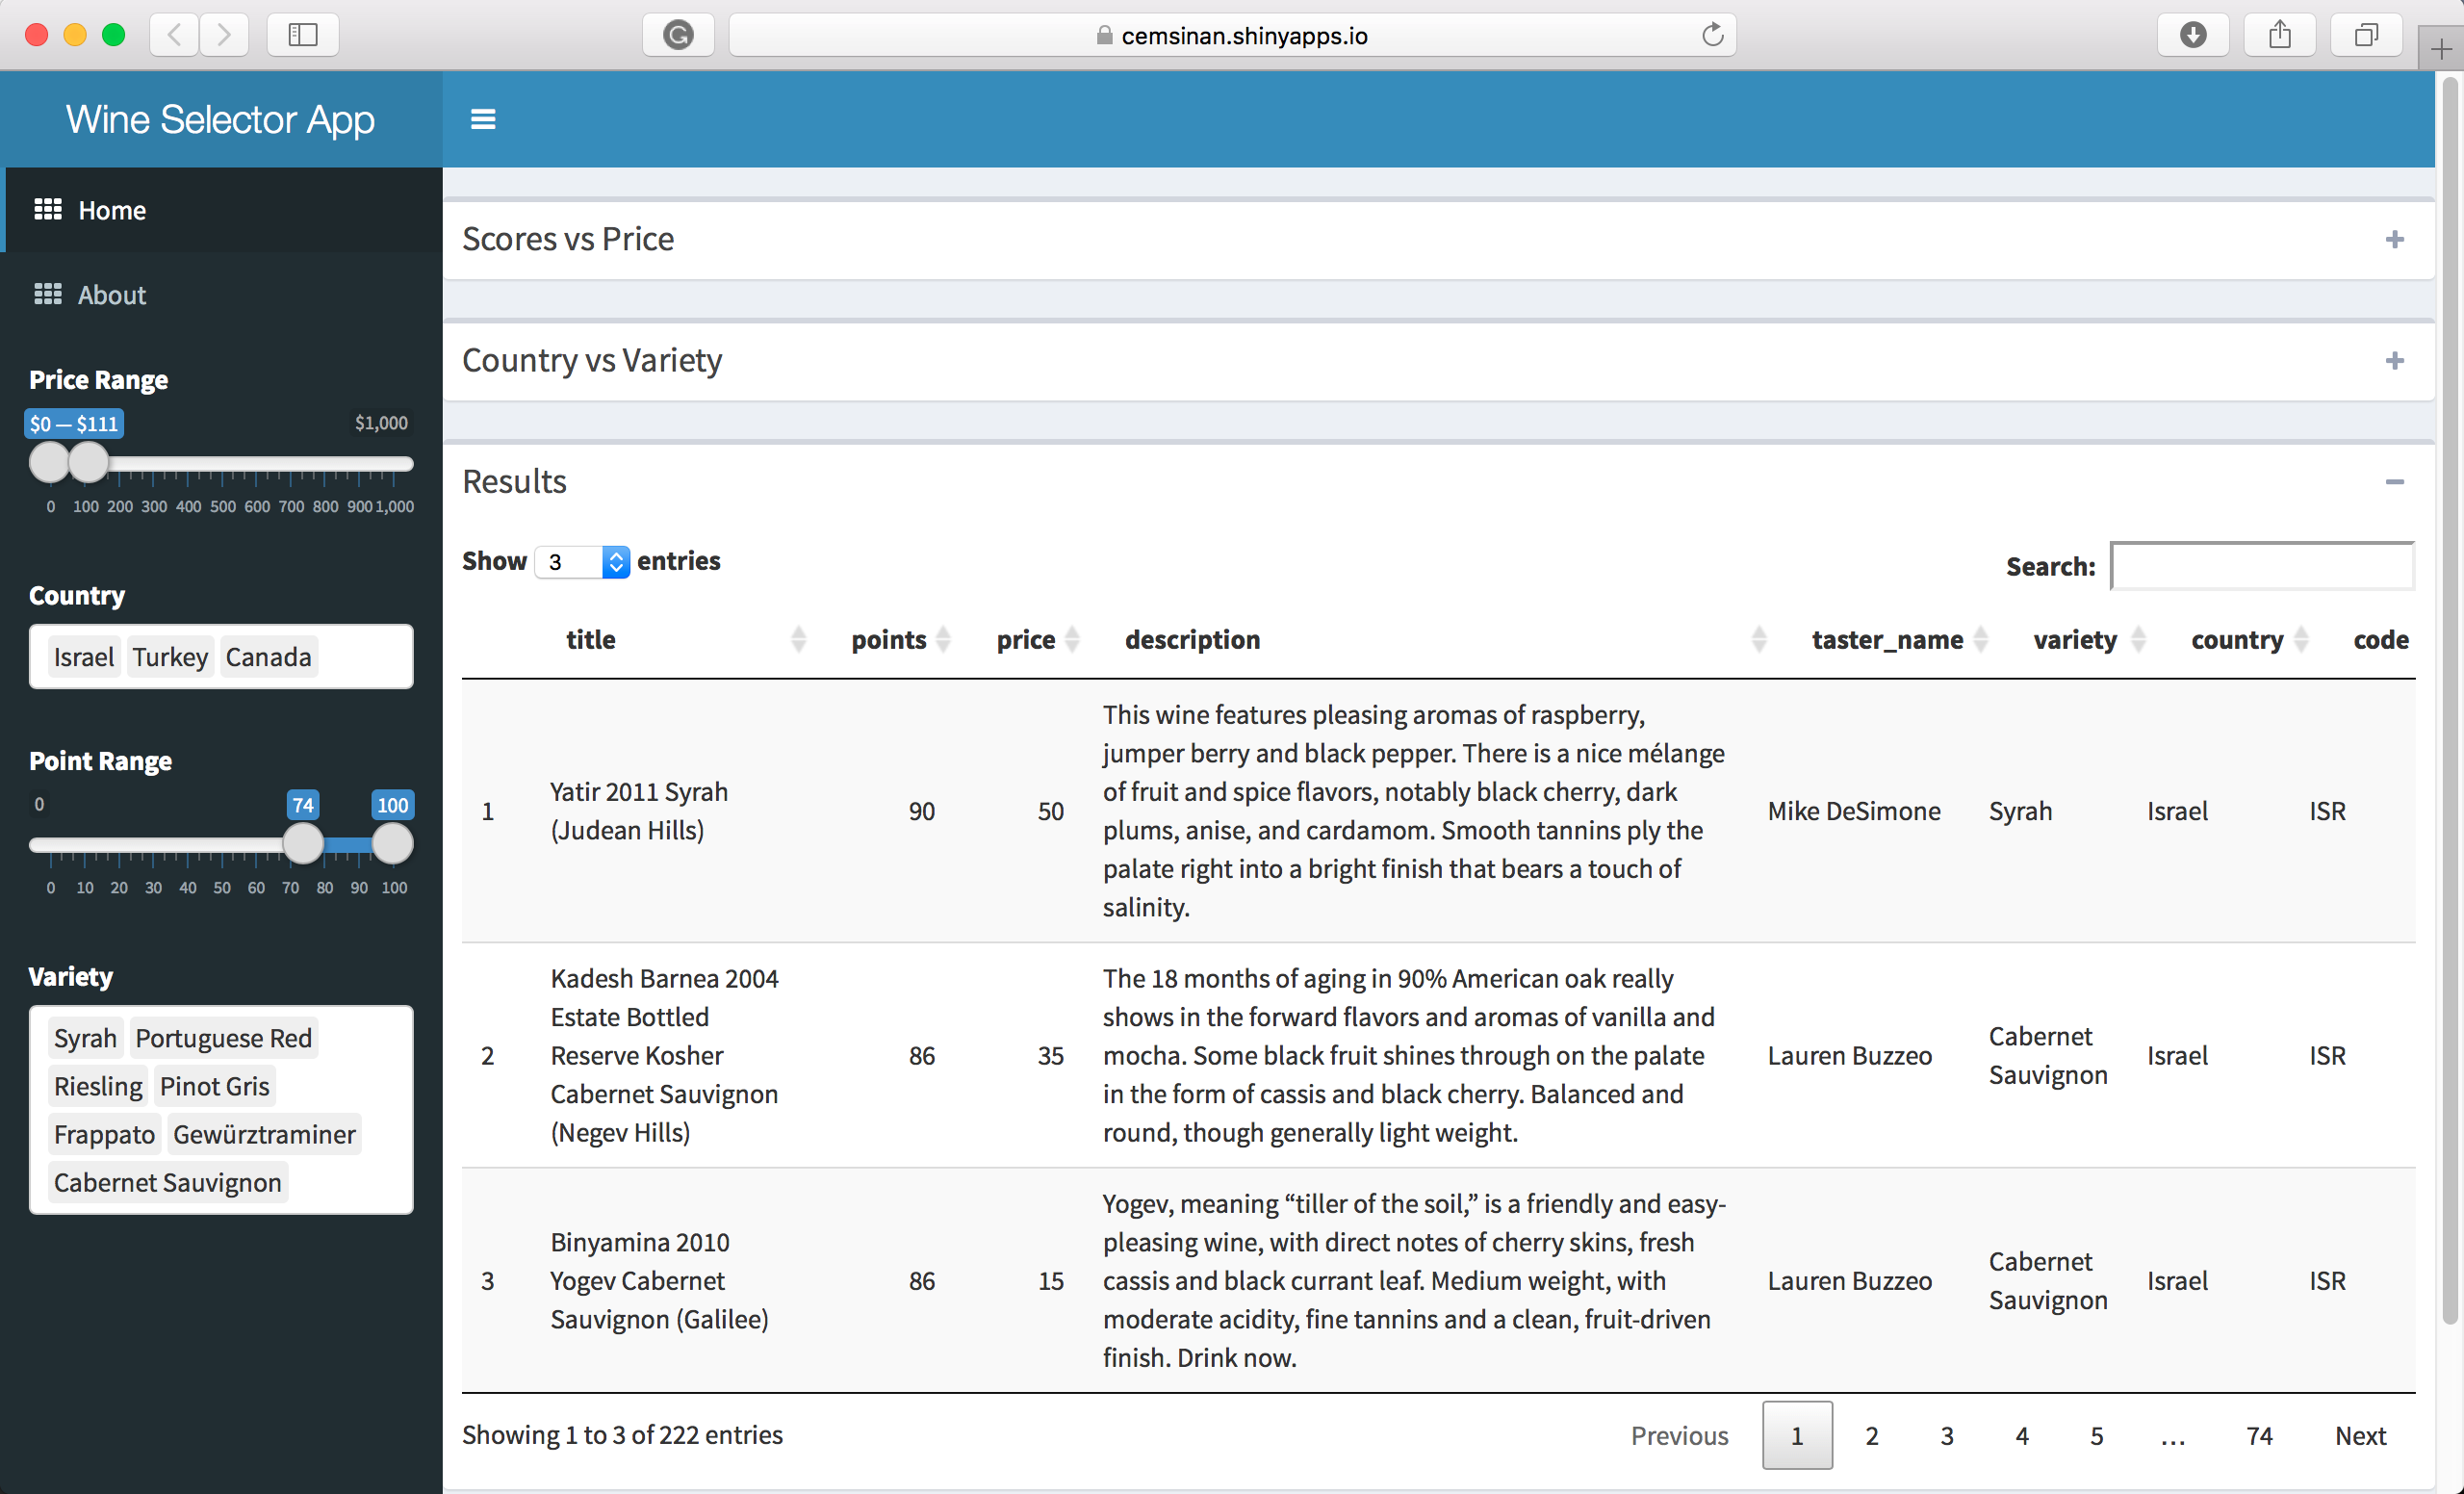 cemsinan.shinyapps.io
Wine Selector App
Home
About
Price Range
$0 — $111
$1,000
0 100 200 300 400 500 600 700 800 900 1,000
Country
Israel Turkey Canada
Point Range
0 74 100
0 10 20 30 40 50 60 70 80 90 100
Variety
Syrah Portuguese Red
Riesling Pinot Gris
Frappato Gewürztraminer
Cabernet Sauvignon
Scores vs Price
Country vs Variety
Results
Show 3 entries
Search:
title points price description taster_name variety country code
1
Yatir 2011 Syrah
(Judean Hills)
90
50
This wine features pleasing aromas of raspberry,
jumper berry and black pepper. There is a nice mélange
of fruit and spice flavors, notably black cherry, dark
plums, anise, and cardamom. Smooth tannins ply the
palate right into a bright finish that bears a touch of
salinity.
Mike DeSimone
Syrah
Israel
ISR
2
Kadesh Barnea 2004
Estate Bottled
Reserve Kosher
Cabernet Sauvignon
(Negev Hills)
86
35
The 18 months of aging in 90% American oak really
shows in the forward flavors and aromas of vanilla and
mocha. Some black fruit shines through on the palate
in the form of cassis and black cherry. Balanced and
round, though generally light weight.
Lauren Buzzeo
Cabernet
Sauvignon
Israel
ISR
3
Binyamina 2010
Yogev Cabernet
Sauvignon (Galilee)
86
15
Yogev, meaning “tiller of the soil,” is a friendly and easy-
pleasing wine, with direct notes of cherry skins, fresh
cassis and black currant leaf. Medium weight, with
moderate acidity, fine tannins and a clean, fruit-driven
finish. Drink now.
Lauren Buzzeo
Cabernet
Sauvignon
Israel
ISR
Showing 1 to 3 of 222 entries
Previous 1 2 3 4 5 … 74 Next